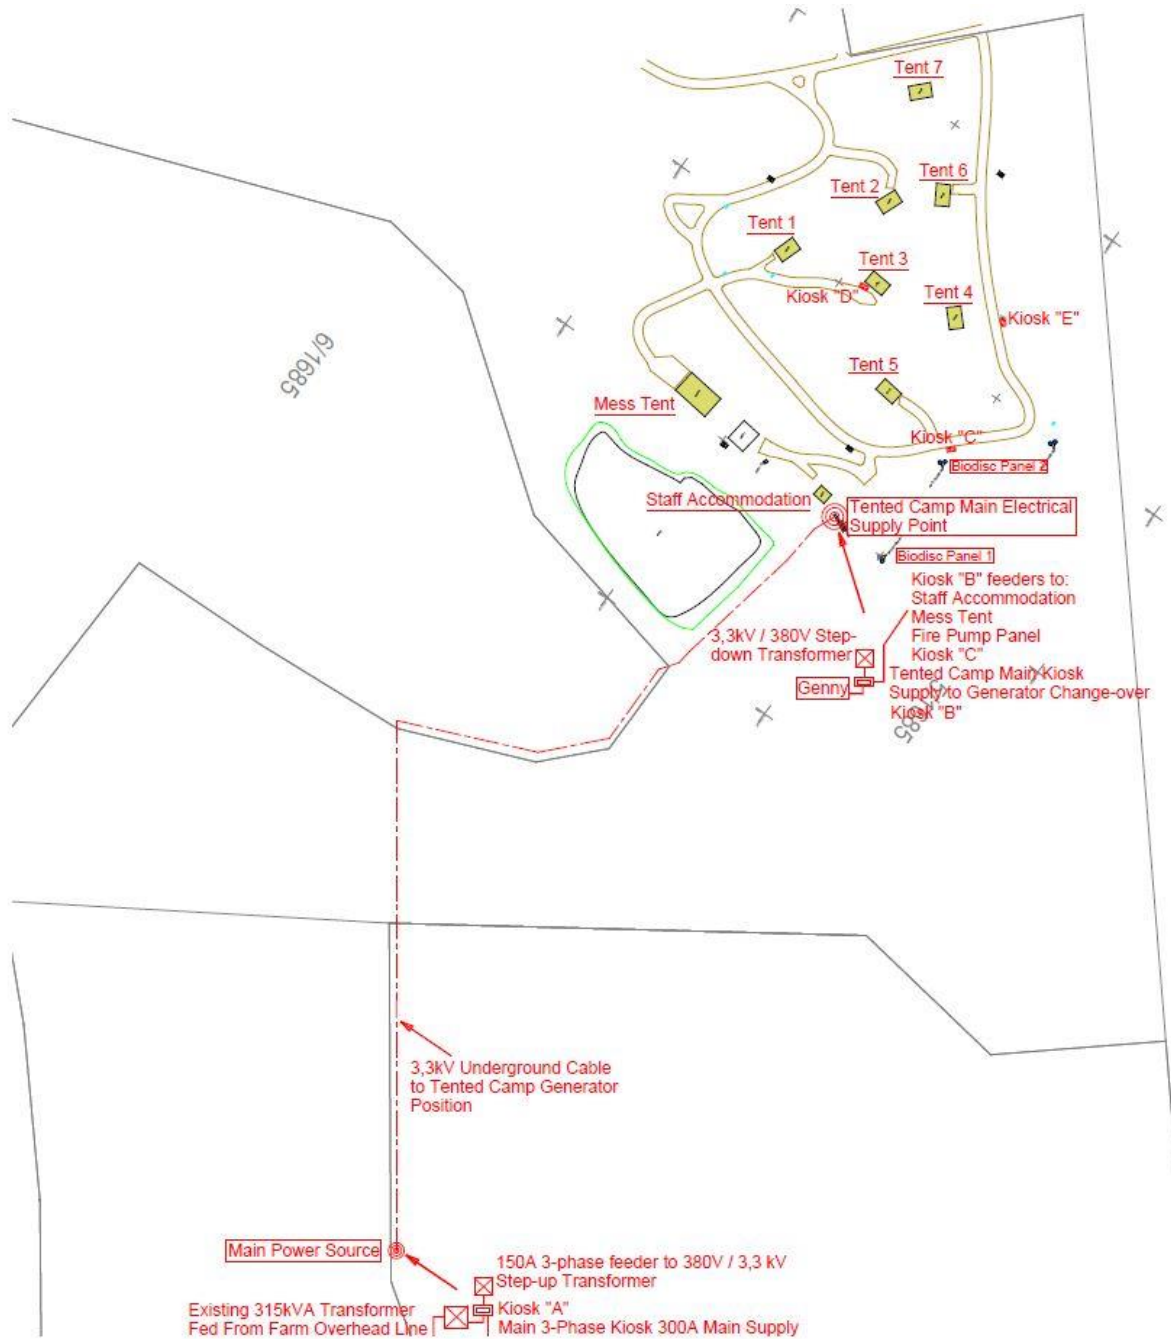 Tent 7
Tent 6
Tent 2
Tent 1
Tent 3
Kiosk "D"
Tent 4
Kiosk "E"
6/1685
Tent 5
Mess Tent
Kiosk "C"
Biodisc Panel 2
Staff Accommodation
Tented Camp Main Electrical
Supply Point
Biodisc Panel 1
Kiosk "B" feeders to:
Staff Accommodation
Mess Tent
Fire Pump Panel
Kiosk "C"
3,3kV / 380V Step-
down Transformer
Genny
Tented Camp Main Kiosk
Supply to Generator Change-over
Kiosk "B"
3,3kV Underground Cable
to Tented Camp Generator
Position
Main Power Source
150A 3-phase feeder to 380V / 3,3 kV
Step-up Transformer
Existing 315kVA Transformer
Fed From Farm Overhead Line
Kiosk "A"
Main 3-Phase Kiosk 300A Main Supply